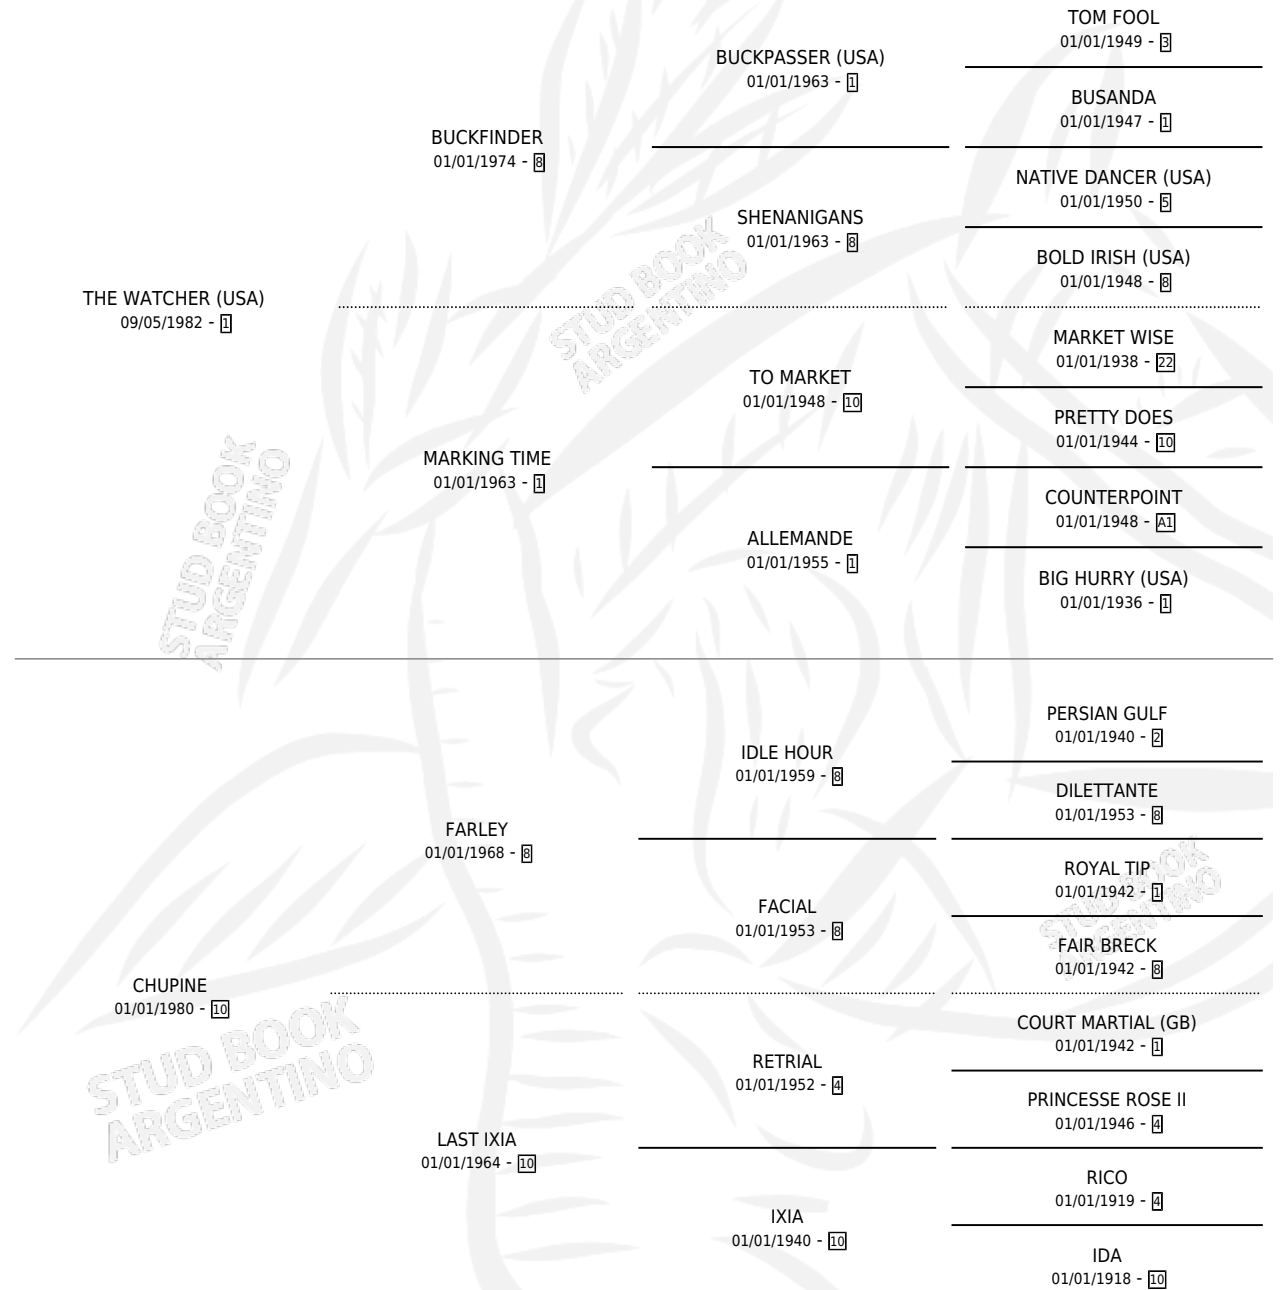 TOM FOOL
01/01/1949 - 3
BUCKPASSER (USA)
01/01/1963 - 1
BUSANDA
01/01/1947 - 1
BUCKFINDER
01/01/1974 - 8
NATIVE DANCER (USA)
01/01/1950 - 5
SHENANIGANS
01/01/1963 - 8
BOLD IRISH (USA)
01/01/1948 - 8
THE WATCHER (USA)
09/05/1982 - 1
MARKET WISE
01/01/1938 - 22
TO MARKET
01/01/1948 - 10
PRETTY DOES
01/01/1944 - 10
MARKING TIME
01/01/1963 - 1
COUNTERPOINT
01/01/1948 - A1
ALLEMANDE
01/01/1955 - 1
BIG HURRY (USA)
01/01/1936 - 1
PERSIAN GULF
01/01/1940 - 2
IDLE HOUR
01/01/1959 - 8
DILETTANTE
01/01/1953 - 8
FARLEY
01/01/1968 - 8
ROYAL TIP
01/01/1942 - 1
FACIAL
01/01/1953 - 8
FAIR BRECK
01/01/1942 - 8
CHUPINE
01/01/1980 - 10
COURT MARTIAL (GB)
01/01/1942 - 1
RETRIAL
01/01/1952 - 4
PRINCESSE ROSE II
01/01/1946 - 4
LAST IXIA
01/01/1964 - 10
RICO
01/01/1919 - 4
IXIA
01/01/1940 - 10
IDA
01/01/1918 - 10
STUD BOOK
ARGENTINO
STUD BOOK
ARGENTINO
STUD BOOK
ARGENTINO
STUD BOOK
ARGENTINO